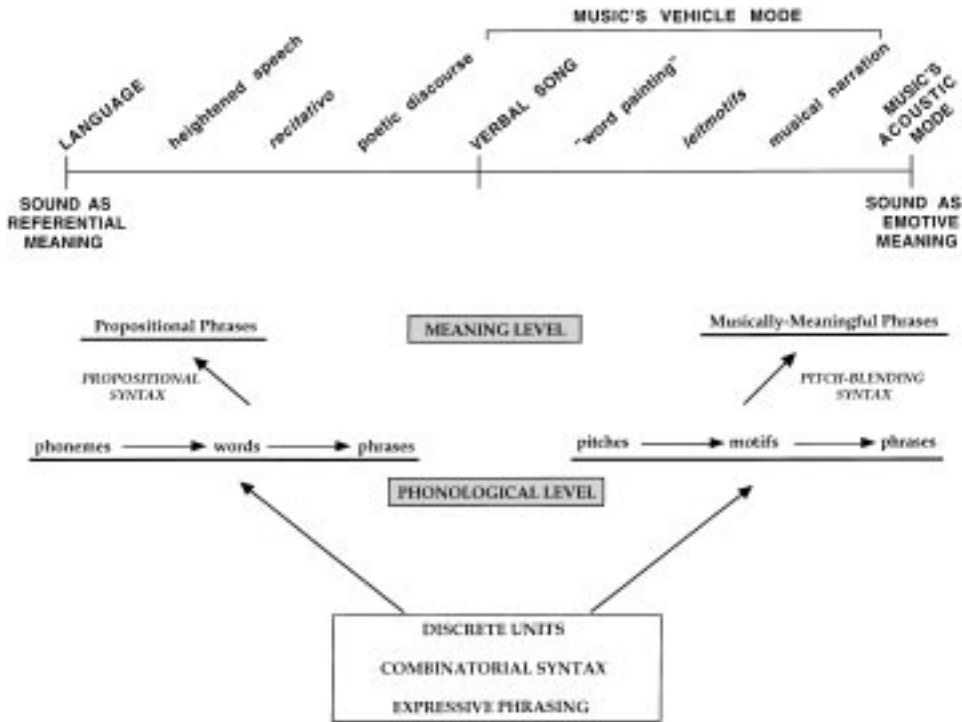 MUSIC'S VEHICLE MODE
LANGUAGE
heightened speech
recitativo
poetic discourse
VERBAL SONG
"word painting"
leitmotifs
musical narration
MUSIC'S
ACOUSTIC
MODE
SOUND AS
REFERENTIAL
MEANING
SOUND AS
EMOTIVE
MEANING
Propositional Phrases
MEANING LEVEL
Musically-Meaningful Phrases
PROPOSITIONAL
SYNTAX
PITCH-BLENDING
SYNTAX
phonemes words phrases
pitches motifs phrases
PHONOLOGICAL LEVEL
DISCRETE UNITS
COMBINATORIAL SYNTAX
EXPRESSIVE PHRASING